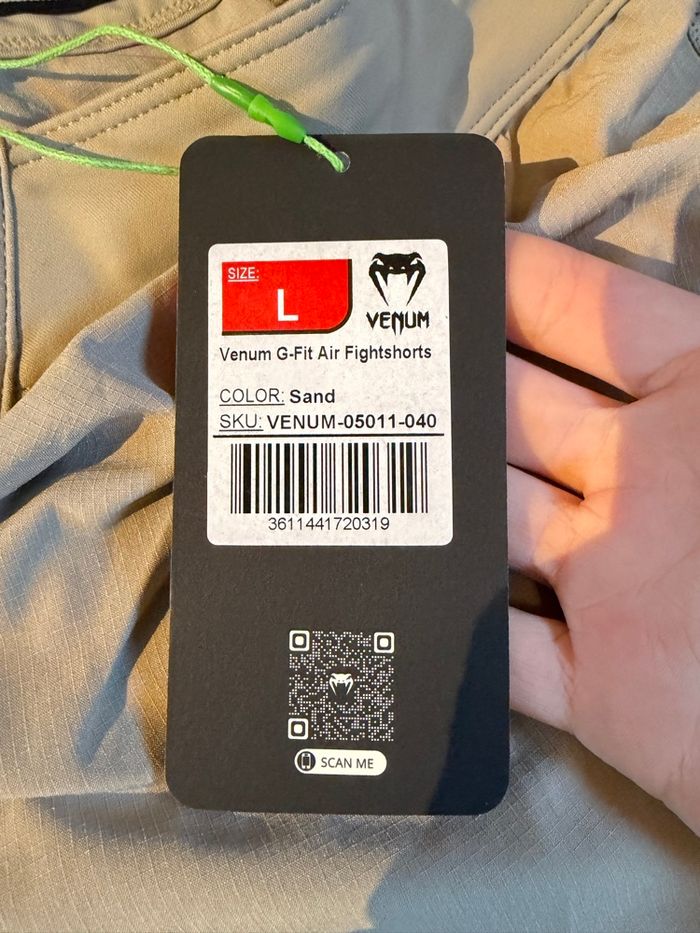 SIZE:
L
VENUM
Venum G-Fit Air Fightshorts
COLOR: Sand
SKU: VENUM-05011-040
3611441720319
SCAN ME